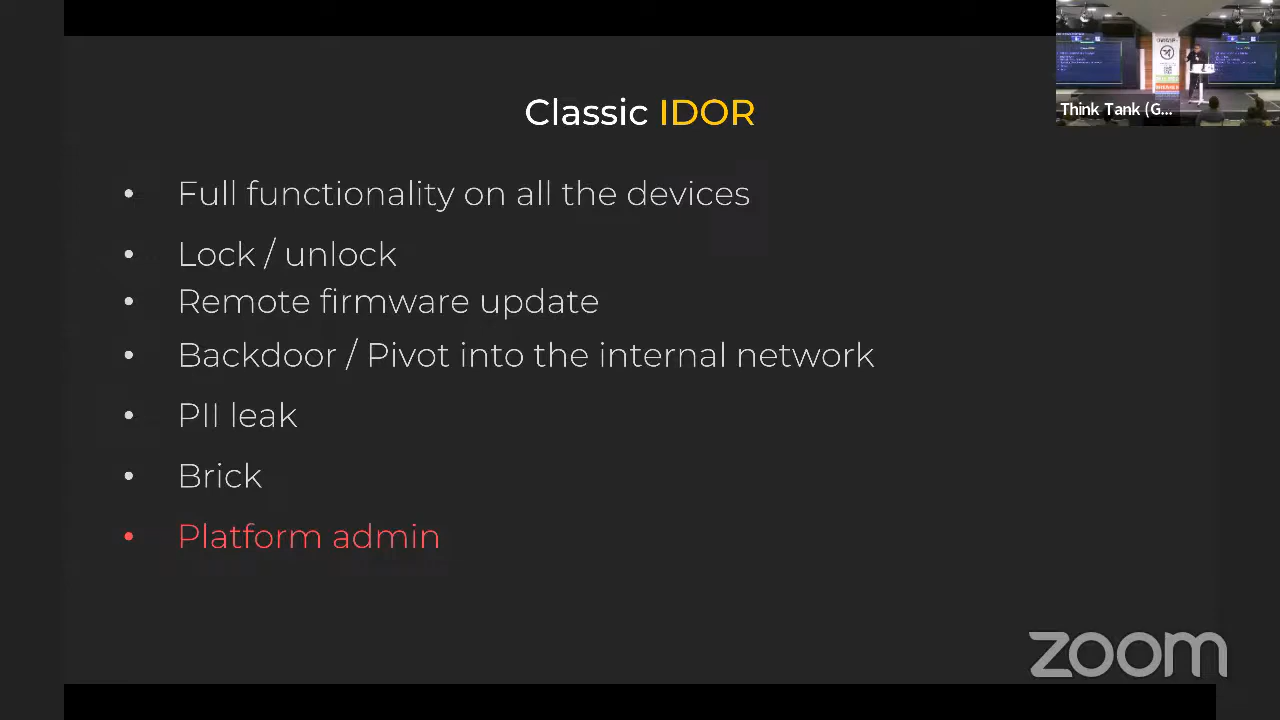 Classic IDOR
Think Tank (G...
• Full functionality on all the devices
• Lock / unlock
• Remote firmware update
• Backdoor / Pivot into the internal network
• PII leak
• Brick
• Platform admin
zoom